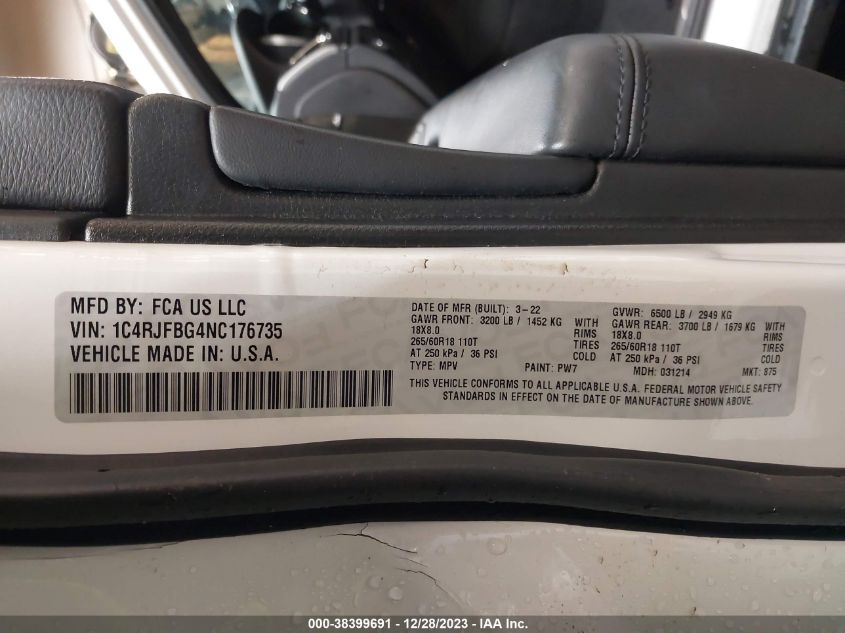 MFD BY: FCA US LLC
VIN: 1C4RJFBG4NC176735
VEHICLE MADE IN: U.S.A.
DATE OF MFR (BUILT): 3-22
GAWR FRONT: 3200 LB / 1452 KG
18X8.0 RIMS
265/60R18 110T TIRES
AT 250 kPa / 36 PSI COLD
TYPE: MPV PAINT: PW7
GVWR: 6500 LB / 2949 KG
GAWR REAR: 3700 LB / 1679 KG
18X8.0 RIMS
265/60R18 110T TIRES
AT 250 kPa / 36 PSI COLD
MDH: 031214 MKT: 875
THIS VEHICLE CONFORMS TO ALL APPLICABLE U.S.A. FEDERAL MOTOR VEHICLE SAFETY
STANDARDS IN EFFECT ON THE DATE OF MANUFACTURE SHOWN ABOVE.
000-38399691 - 12/28/2023 - IAA Inc.